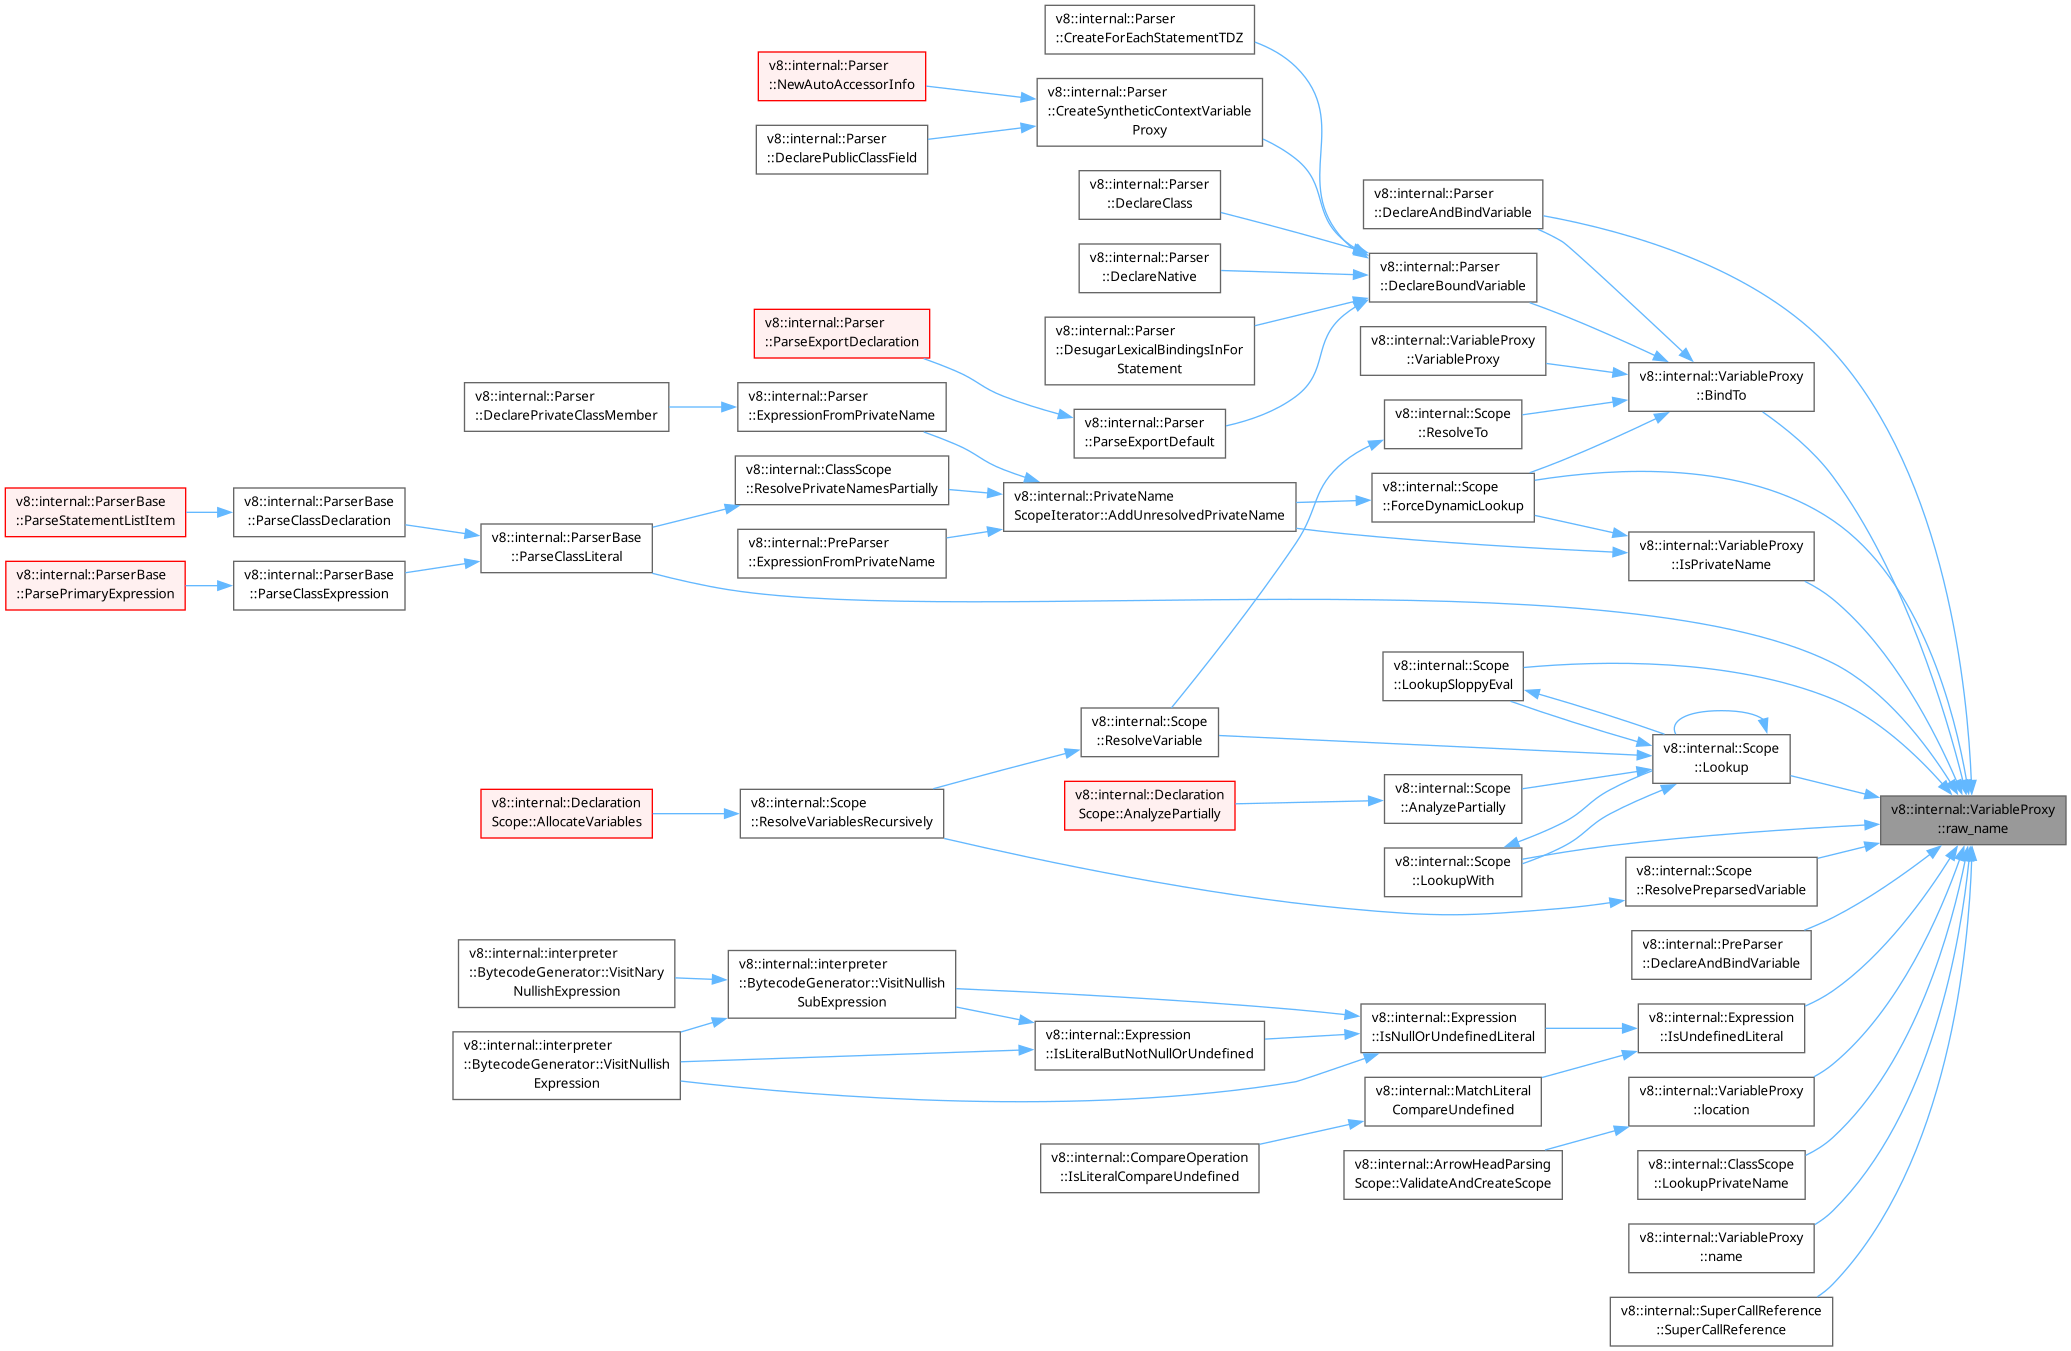 v8::internal::Parser
::CreateForEachStatementTDZ
v8::internal::Parser
::NewAutoAccessorInfo
v8::internal::Parser
::CreateSyntheticContextVariable
Proxy
v8::internal::Parser
::DeclarePublicClassField
v8::internal::Parser
::DeclareClass
v8::internal::Parser
::DeclareAndBindVariable
v8::internal::Parser
::DeclareNative
v8::internal::Parser
::DeclareBoundVariable
v8::internal::Parser
::ParseExportDeclaration
v8::internal::Parser
::DesugarLexicalBindingsInFor
Statement
v8::internal::VariableProxy
::VariableProxy
v8::internal::VariableProxy
::BindTo
v8::internal::Parser
::DeclarePrivateClassMember
v8::internal::Parser
::ExpressionFromPrivateName
v8::internal::Parser
::ParseExportDefault
v8::internal::Scope
::ResolveTo
v8::internal::ClassScope
::ResolvePrivateNamesPartially
v8::internal::PrivateName
ScopeIterator::AddUnresolvedPrivateName
v8::internal::Scope
::ForceDynamicLookup
v8::internal::ParserBase
::ParseStatementListItem
v8::internal::ParserBase
::ParseClassDeclaration
v8::internal::ParserBase
::ParseClassLiteral
v8::internal::PreParser
::ExpressionFromPrivateName
v8::internal::VariableProxy
::IsPrivateName
v8::internal::ParserBase
::ParsePrimaryExpression
v8::internal::ParserBase
::ParseClassExpression
v8::internal::Scope
::LookupSloppyEval
v8::internal::Scope
::ResolveVariable
v8::internal::Scope
::Lookup
v8::internal::Declaration
Scope::AllocateVariables
v8::internal::Scope
::ResolveVariablesRecursively
v8::internal::Declaration
Scope::AnalyzePartially
v8::internal::Scope
::AnalyzePartially
v8::internal::VariableProxy
::raw_name
v8::internal::Scope
::LookupWith
v8::internal::Scope
::ResolvePreparsedVariable
v8::internal::PreParser
::DeclareAndBindVariable
v8::internal::interpreter
::BytecodeGenerator::VisitNary
NullishExpression
v8::internal::interpreter
::BytecodeGenerator::VisitNullish
SubExpression
v8::internal::interpreter
::BytecodeGenerator::VisitNullish
Expression
v8::internal::Expression
::IsLiteralButNotNullOrUndefined
v8::internal::Expression
::IsNullOrUndefinedLiteral
v8::internal::Expression
::IsUndefinedLiteral
v8::internal::MatchLiteral
CompareUndefined
v8::internal::VariableProxy
::location
v8::internal::CompareOperation
::IsLiteralCompareUndefined
v8::internal::ArrowHeadParsing
Scope::ValidateAndCreateScope
v8::internal::ClassScope
::LookupPrivateName
v8::internal::VariableProxy
::name
v8::internal::SuperCallReference
::SuperCallReference